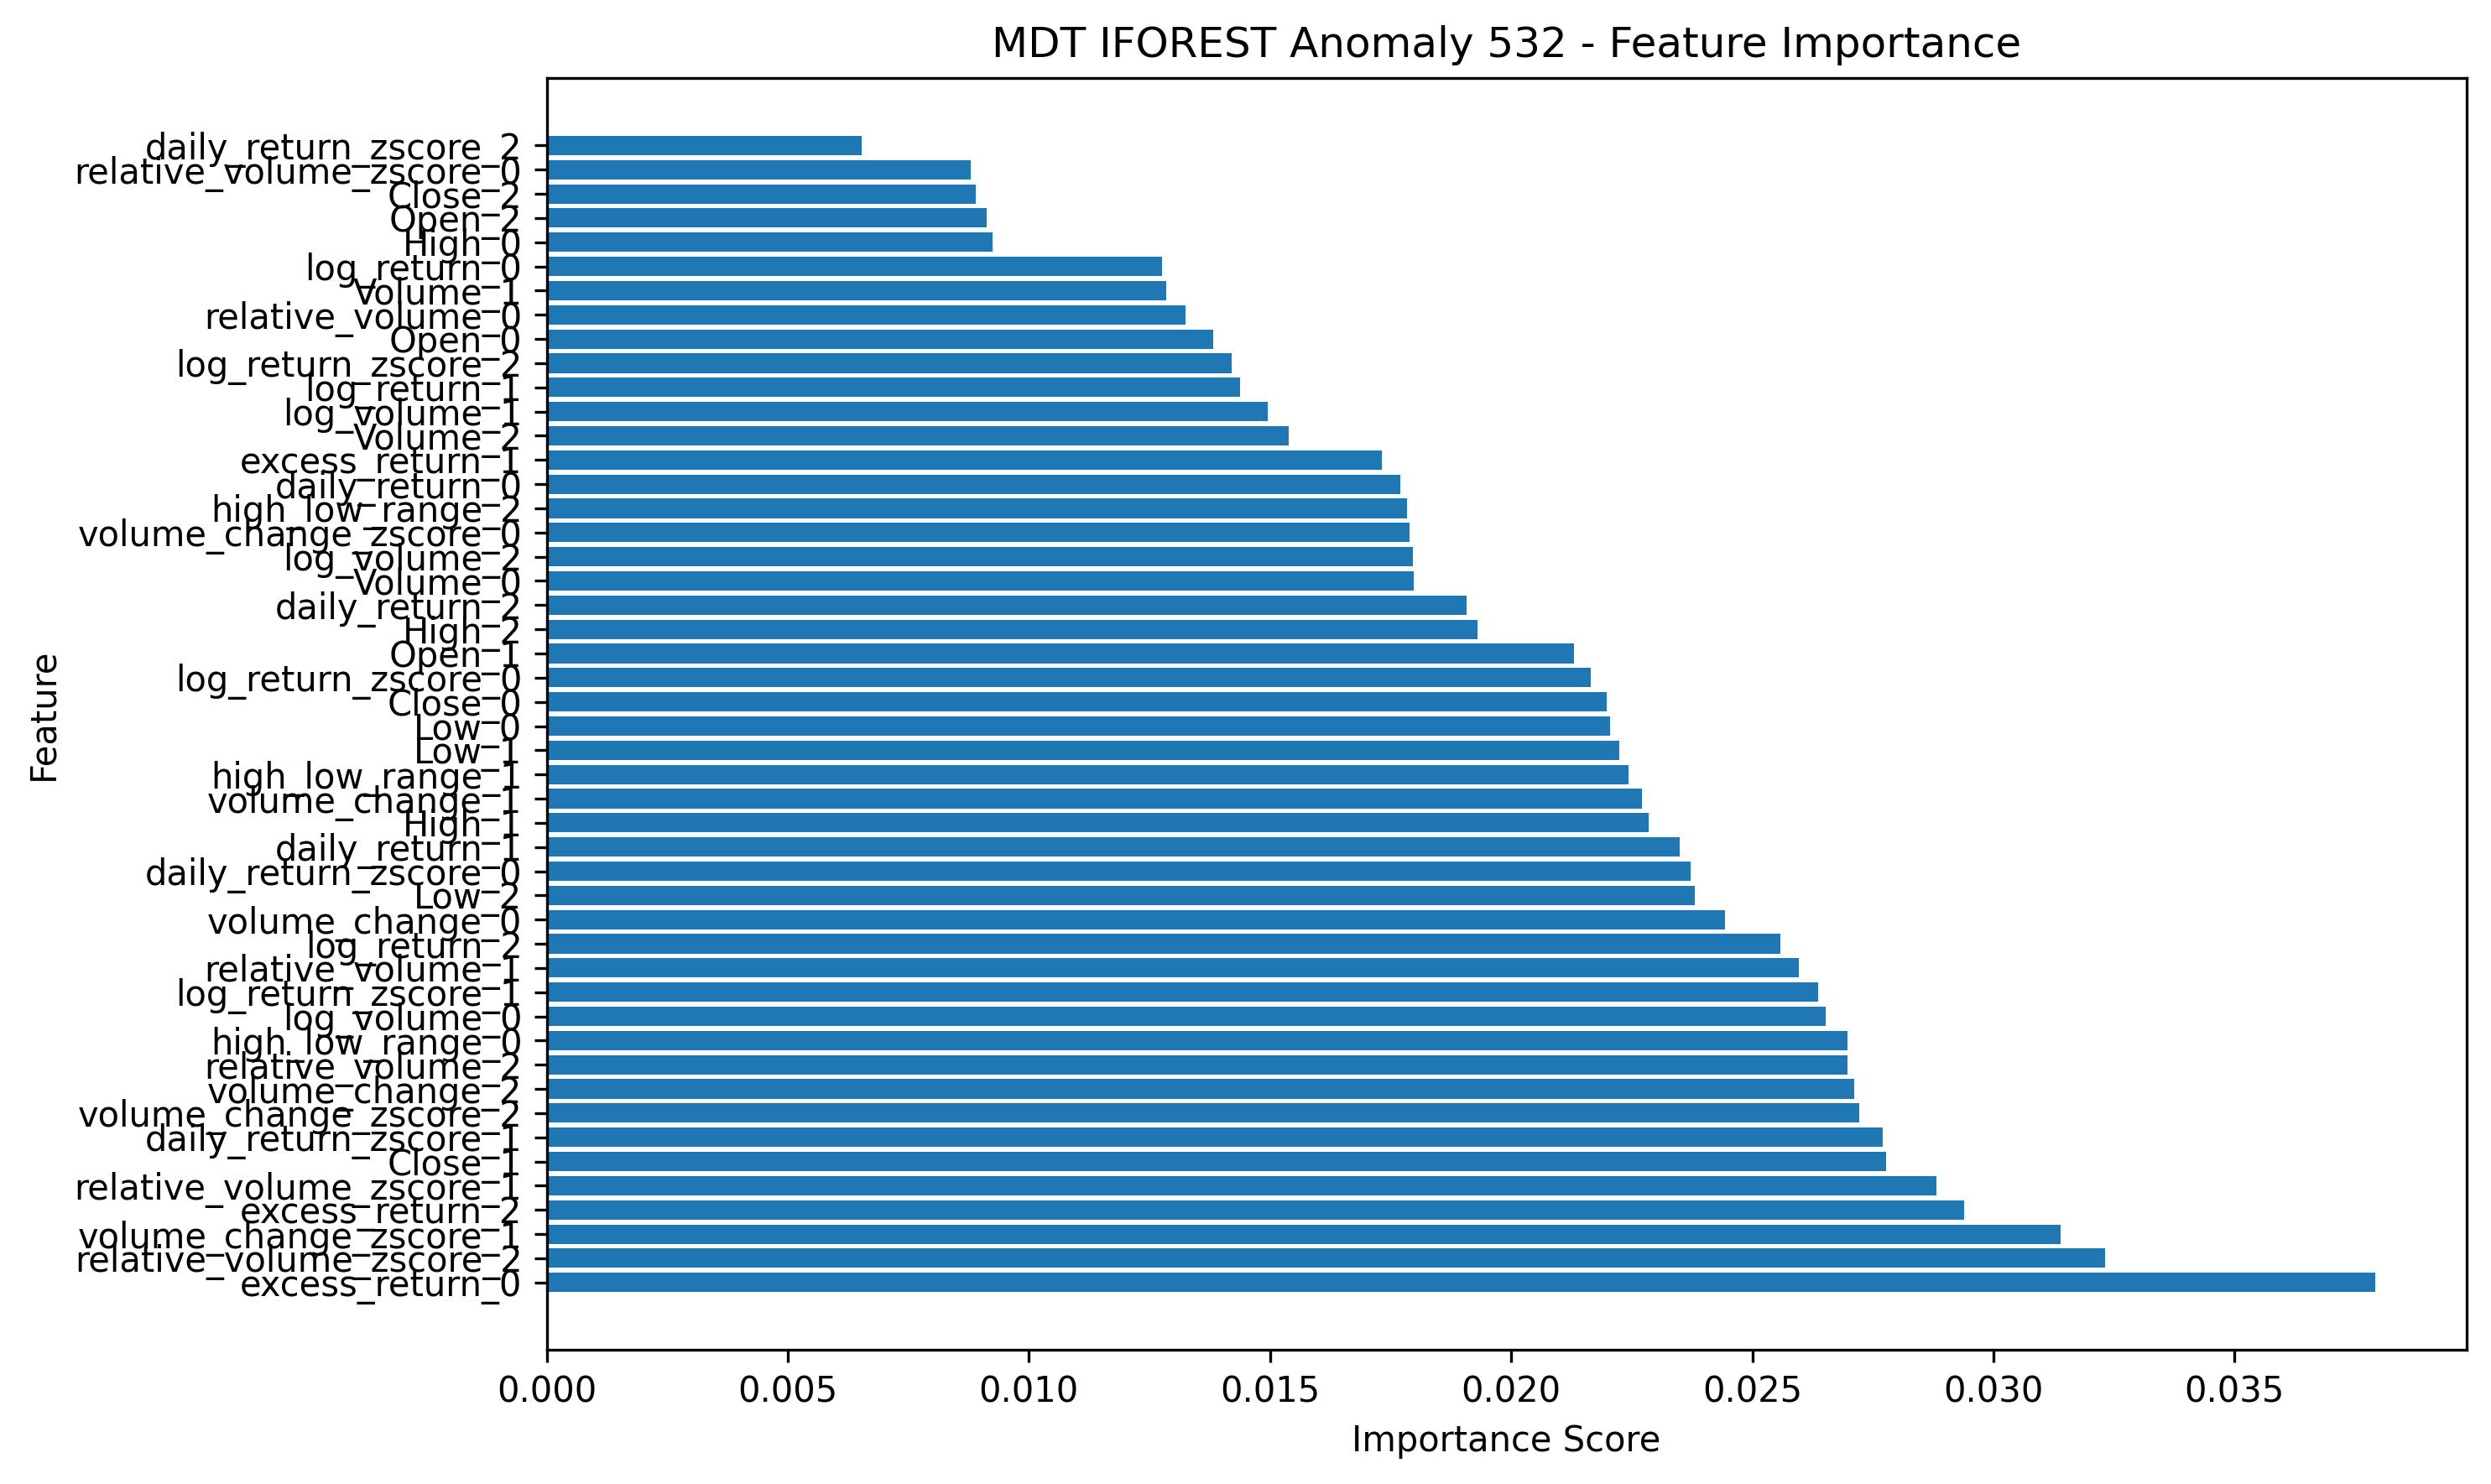 MDT IFOREST Anomaly 532 - Feature Importance
daily_return_zscore_2
relative_volume_zscore_0
Close_2
Open_2
High_0
log_return_0
Volume_1
relative_volume_0
Open_0
log_return_zscore_2
log_return_1
log_volume_1
Volume_2
excess_return_1
daily_return_0
high_low_range_2
volume_change_zscore_0
log_volume_2
Volume_0
daily_return_2
High_2
Open_1
log_return_zscore_0
Close_0
Low_0
Low_1
high_low_range_1
volume_change_1
High_1
daily_return_1
daily_return_zscore_0
Low_2
volume_change_0
log_return_2
relative_volume_1
log_return_zscore_1
log_volume_0
high_low_range_0
relative_volume_2
volume_change_2
volume_change_zscore_2
daily_return_zscore_1
Close_1
relative_volume_zscore_1
excess_return_2
volume_change_zscore_1
relative_volume_zscore_2
excess_return_0
Feature
0.000 0.005 0.010 0.015 0.020 0.025 0.030 0.035
Importance Score